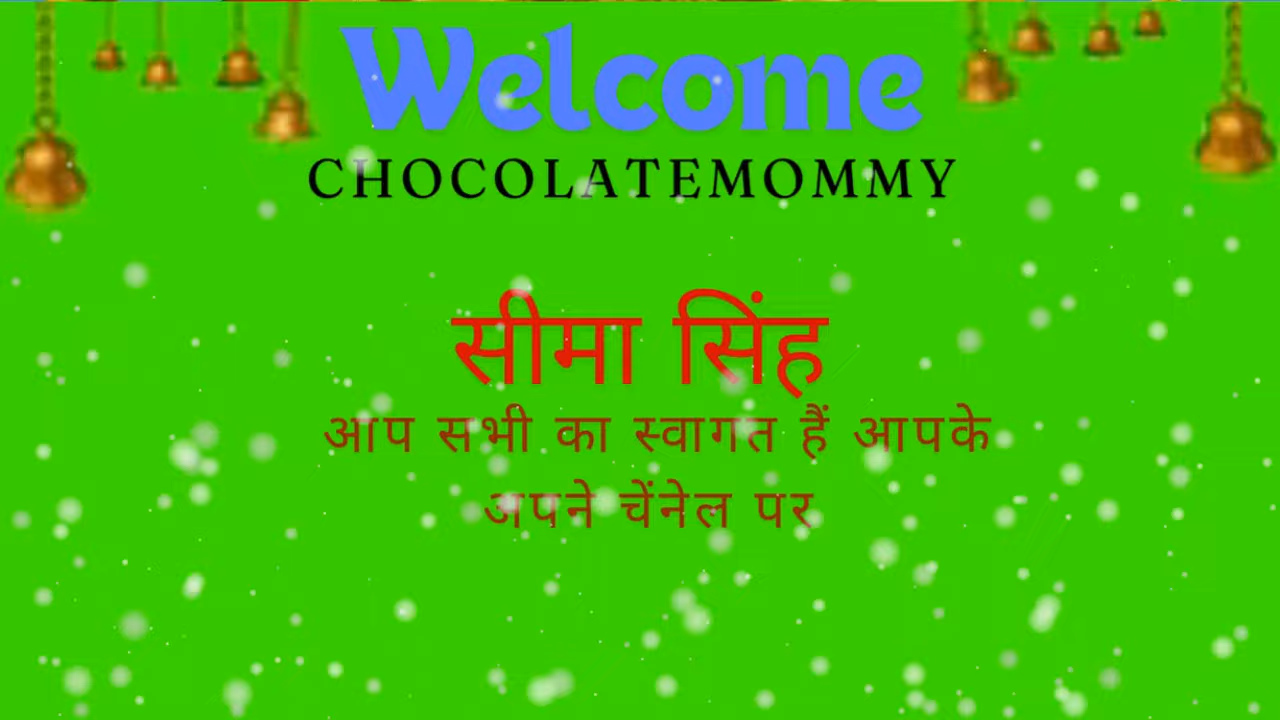 Welcome
CHOCOLATEMOMMY
सीमा सिंह
आप सभी का स्वागत हैं आपके
अपने चेंनेल पर